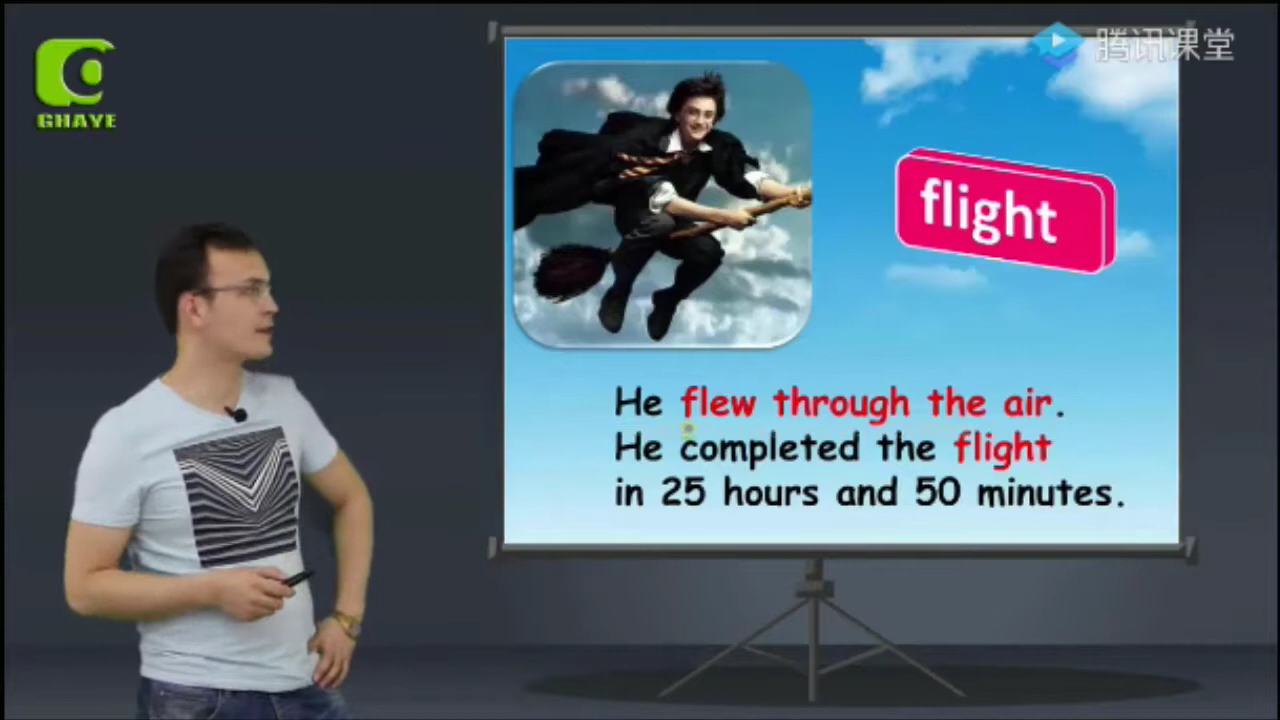 GHAYE
腾讯课堂
flight
He flew through the air.
He completed the flight
in 25 hours and 50 minutes.